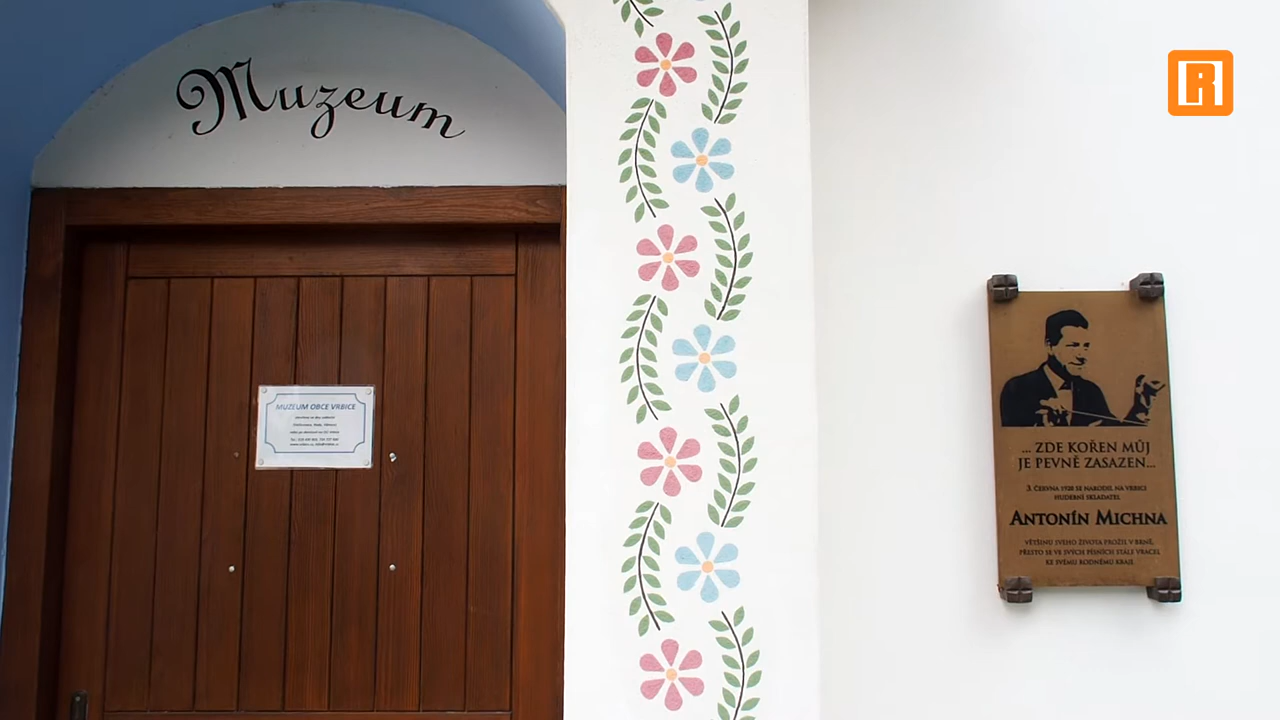 Muzeum
MUZEUM OBCE VRBICE
R
... ZDE KOŘEN MŮJ
JE PEVNĚ ZASAZEN...
3. ČERVNA 1920 SE NARODIL NA VRBICI
HUDEBNÍ SKLADATEL
ANTONÍN MICHNA
VĚTŠINU SVÉHO ŽIVOTA PROŽIL V BRNĚ,
PŘESTO SE VE SVÝCH PÍSNÍCH STÁLE VRACEL
KE SVÉMU RODNÉMU KRAJI.